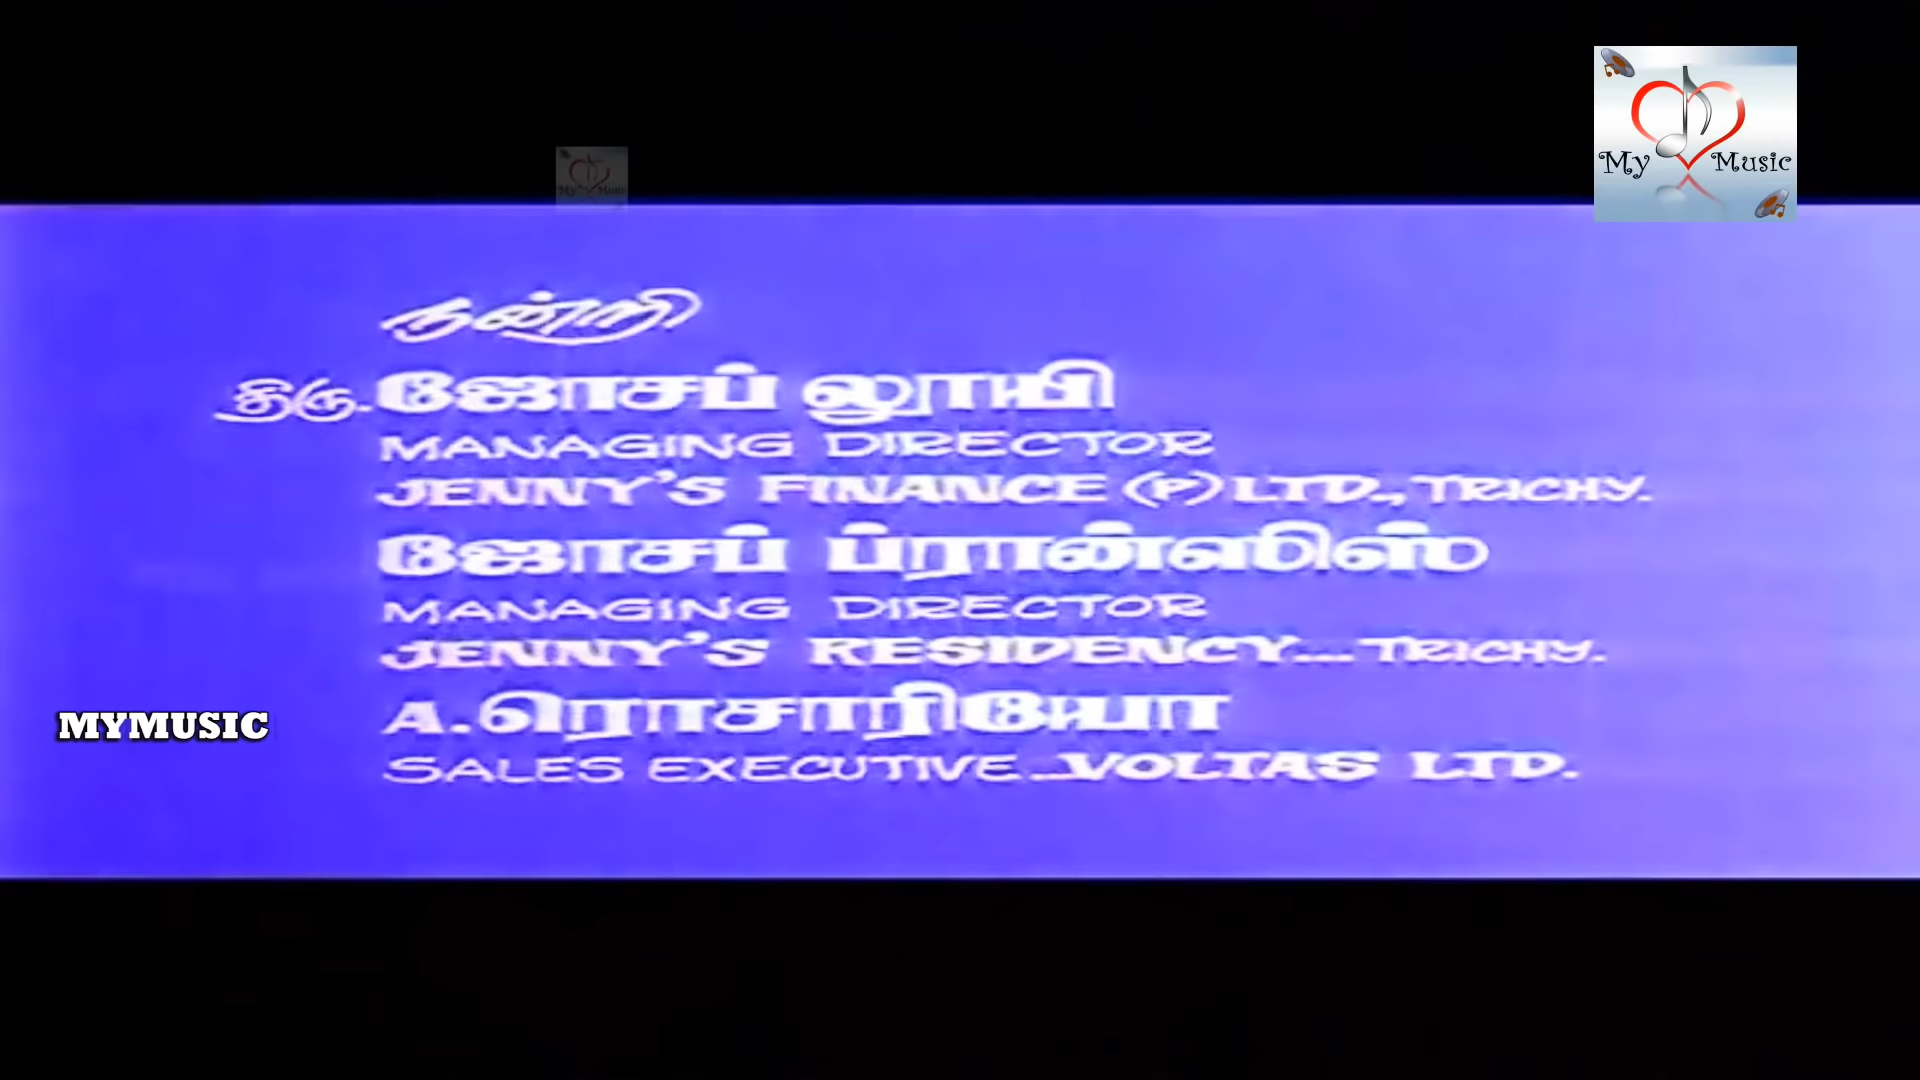 My Music
நன்றி
திரு. ஜோசப் லூயி
MANAGING DIRECTOR
JENNY'S FINANCE (P) LTD., TRICHY.
ஜோசப் ப்ரான்ஸிஸ்
MANAGING DIRECTOR
JENNY'S RESIDENCY... TRICHY.
A. ரொசாரியோ
SALES EXECUTIVE... VOLTAS LTD.
MYMUSIC